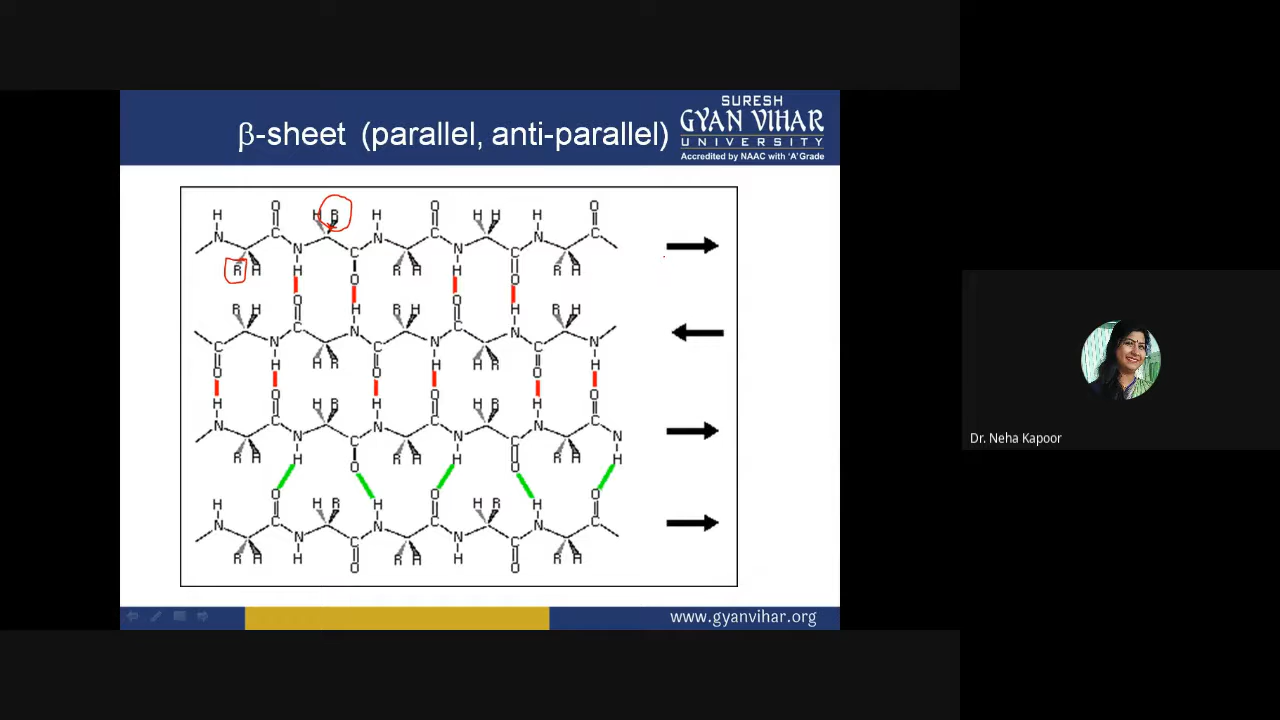 β-sheet (parallel, anti-parallel)
SURESH
GYAN VIHAR
UNIVERSITY
Accredited by NAAC with 'A' Grade
O O O
H H R H H H H
N C N C N C
N C N C
R H H R H H R H
O O
O O
R H H R H H R H
C N C N
C N C N C N
H H R H H R H
O O O
O O O
H H R H H R H
N C N C N C
N C N C N
R H H R H H R H H
O O
O O O
H H R H H R H
N C N C N C
N C N C
R H H R H H R H
O O
www.gyanvihar.org
Dr. Neha Kapoor